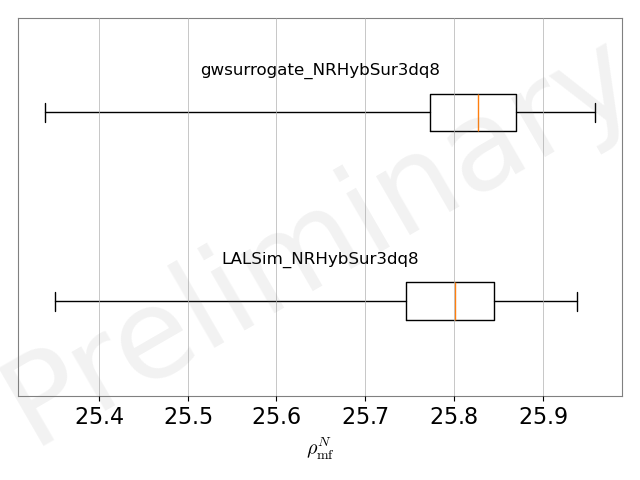 gwsurrogate_NRHybSur3dq8
LALSim_NRHybSur3dq8
Preliminary
25.4 25.5 25.6 25.7 25.8 25.9
ρ_mf^N